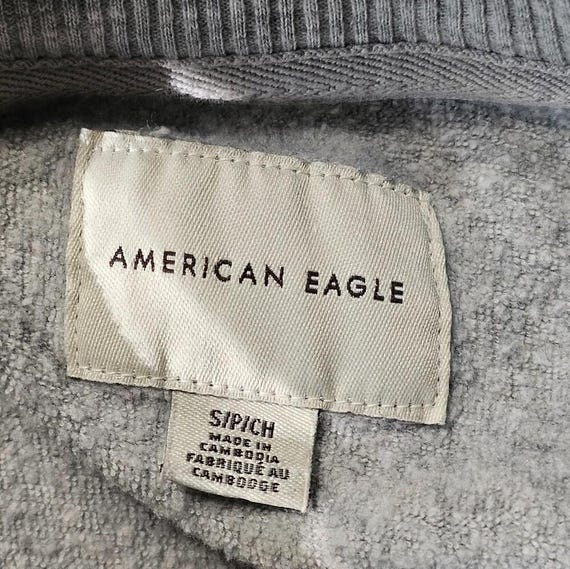 AMERICAN EAGLE
S/P/CH
MADE IN
CAMBODIA
FABRIQUÉ AU
CAMBODGE